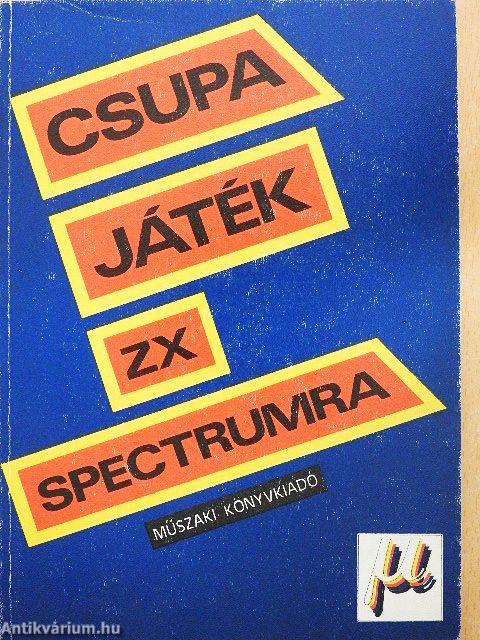 CSUPA
JÁTÉK
ZX
SPECTRUMRA
MŰSZAKI KÖNYVKIADÓ
μ
Antikvárium.hu